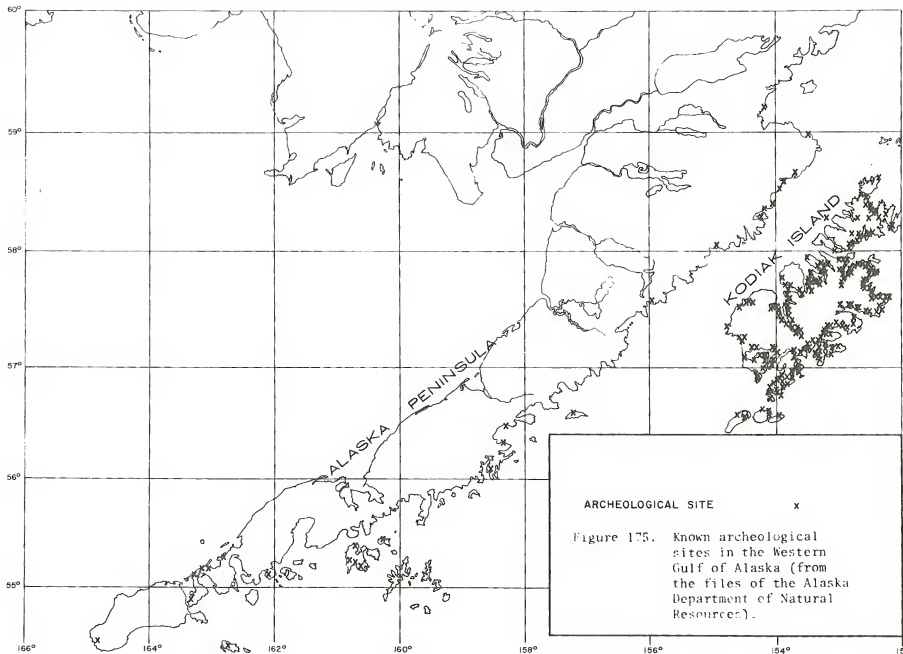 60°
59°
58°
57°
56°
55°
KODIAK ISLAND
ALASKA PENINSULA
ARCHEOLOGICAL SITE x
Figure 175. Known archeological
sites in the Western
Gulf of Alaska (from
the files of the Alaska
Department of Natural
Resources).
166° 164° 162° 160° 158° 156° 154° 15